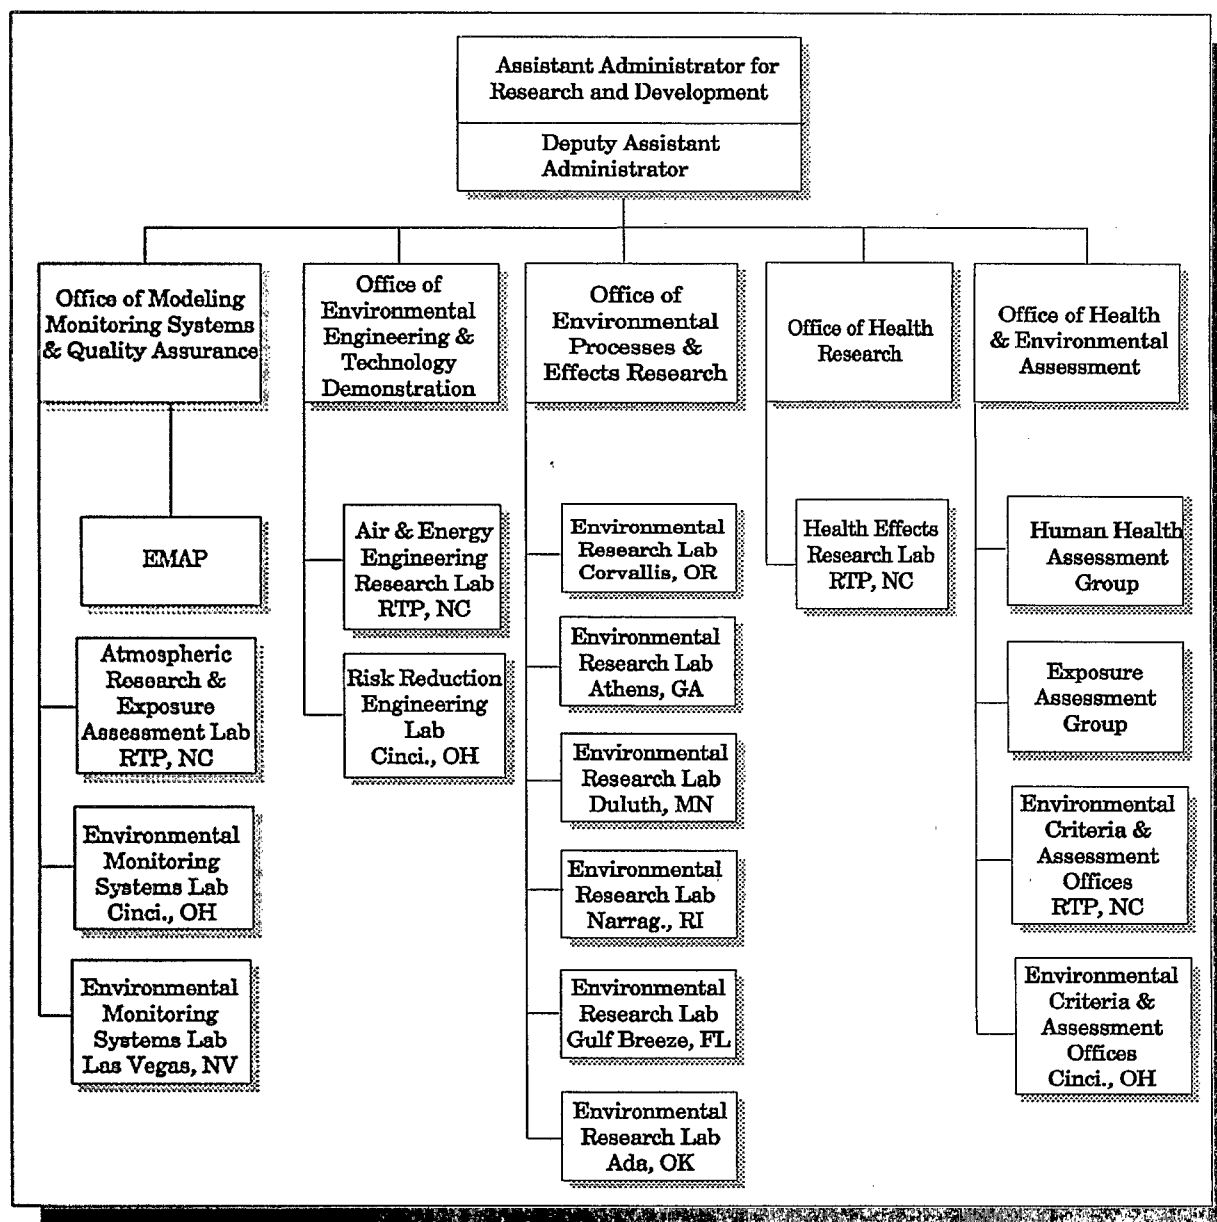 Assistant Administrator for
Research and Development
Deputy Assistant
Administrator
Office of Modeling
Monitoring Systems
& Quality Assurance
Office of
Environmental
Engineering &
Technology
Demonstration
Office of
Environmental
Processes &
Effects Research
Office of Health
Research
Office of Health
& Environmental
Assessment
EMAP
Atmospheric
Research &
Exposure
Assessment Lab
RTP, NC
Environmental
Monitoring
Systems Lab
Cinci., OH
Environmental
Monitoring
Systems Lab
Las Vegas, NV
Air & Energy
Engineering
Research Lab
RTP, NC
Risk Reduction
Engineering
Lab
Cinci., OH
Environmental
Research Lab
Corvallis, OR
Environmental
Research Lab
Athens, GA
Environmental
Research Lab
Duluth, MN
Environmental
Research Lab
Narrag., RI
Environmental
Research Lab
Gulf Breeze, FL
Environmental
Research Lab
Ada, OK
Health Effects
Research Lab
RTP, NC
Human Health
Assessment
Group
Exposure
Assessment
Group
Environmental
Criteria &
Assessment
Offices
RTP, NC
Environmental
Criteria &
Assessment
Offices
Cinci., OH